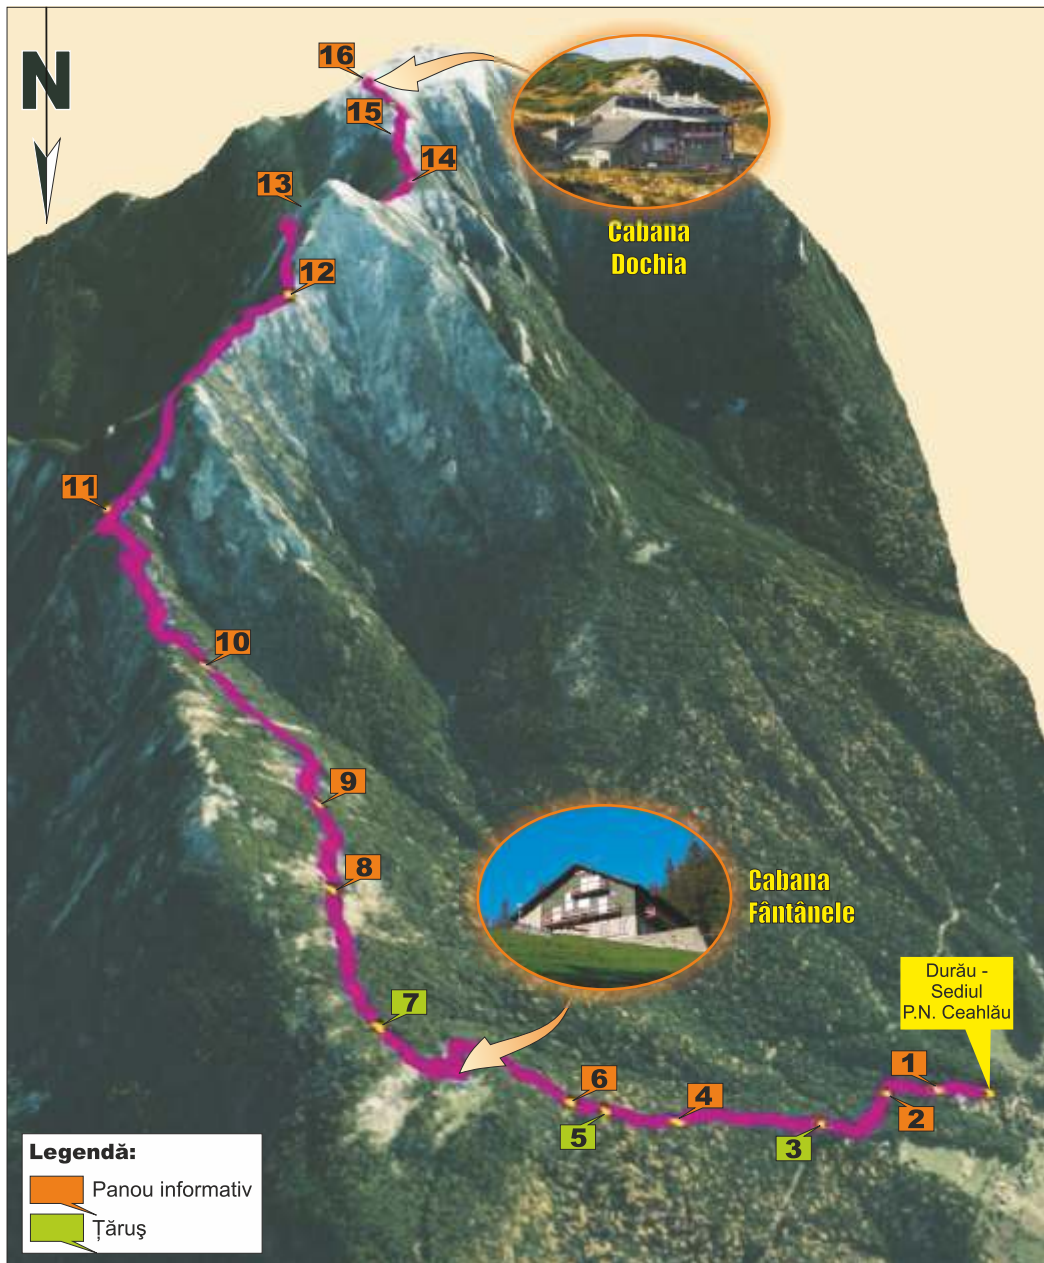 N
16
15
14
13
12
Cabana
Dochia
11
10
9
8
Cabana
Fântânele
7
Durău -
Sediul
P.N. Ceahlău
6
5
4
3
2
1
Legendă:
Panou informativ
Ţăruş